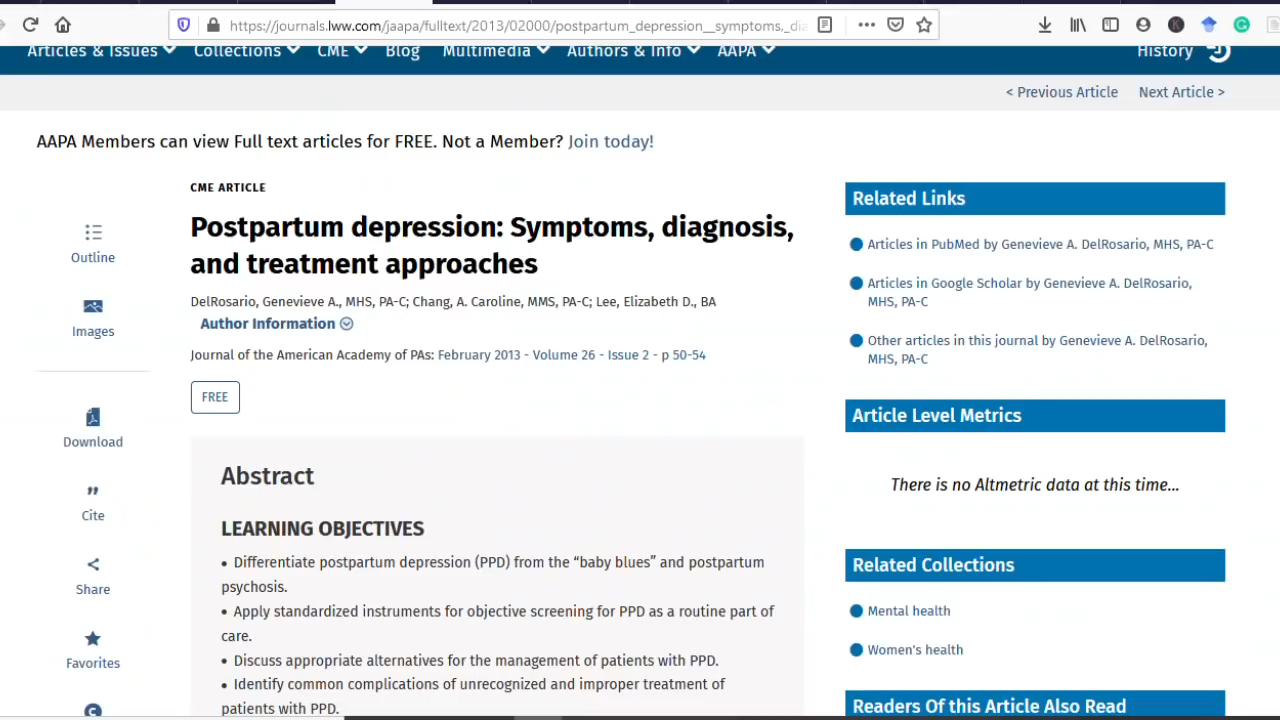 https://journals.lww.com/jaapa/fulltext/2013/02000/postpartum_depression__symptoms,_dia
Articles & Issues Collections CME Blog Multimedia Authors & Info AAPA History
< Previous Article Next Article >
AAPA Members can view Full text articles for FREE. Not a Member? Join today!
CME ARTICLE
Postpartum depression: Symptoms, diagnosis,
and treatment approaches
DelRosario, Genevieve A., MHS, PA-C; Chang, A. Caroline, MMS, PA-C; Lee, Elizabeth D., BA
Author Information
Journal of the American Academy of PAs: February 2013 - Volume 26 - Issue 2 - p 50-54
FREE
Outline
Images
Download
Cite
Share
Favorites
Abstract
LEARNING OBJECTIVES
• Differentiate postpartum depression (PPD) from the “baby blues” and postpartum
psychosis.
• Apply standardized instruments for objective screening for PPD as a routine part of
care.
• Discuss appropriate alternatives for the management of patients with PPD.
• Identify common complications of unrecognized and improper treatment of
patients with PPD.
Related Links
Articles in PubMed by Genevieve A. DelRosario, MHS, PA-C
Articles in Google Scholar by Genevieve A. DelRosario,
MHS, PA-C
Other articles in this journal by Genevieve A. DelRosario,
MHS, PA-C
Article Level Metrics
There is no Altmetric data at this time...
Related Collections
Mental health
Women's health
Readers Of this Article Also Read